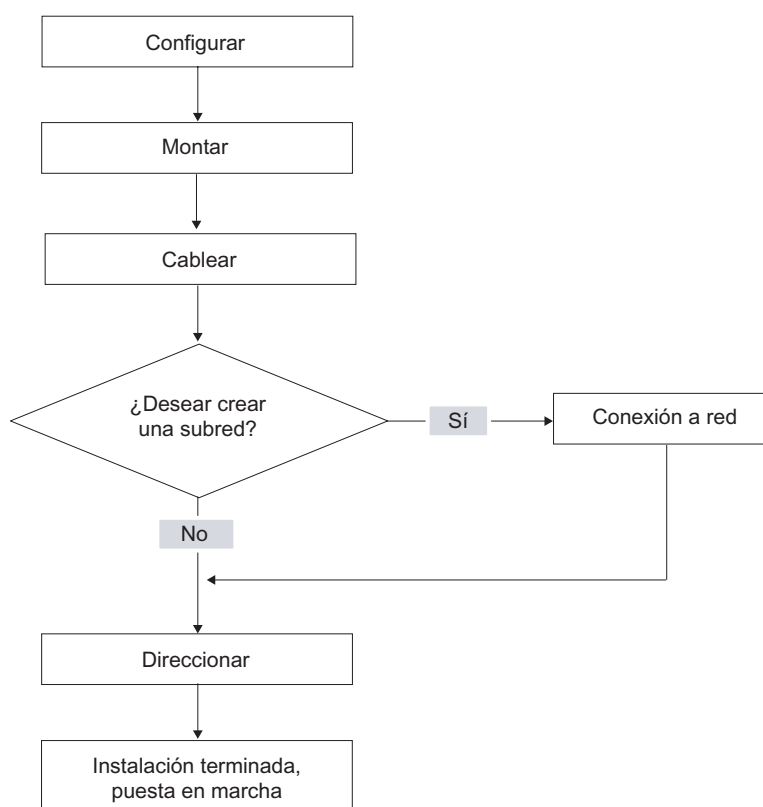 Configurar
Montar
Cablear
¿Desear crear
una subred?
Sí
Conexión a red
No
Direccionar
Instalación terminada,
puesta en marcha